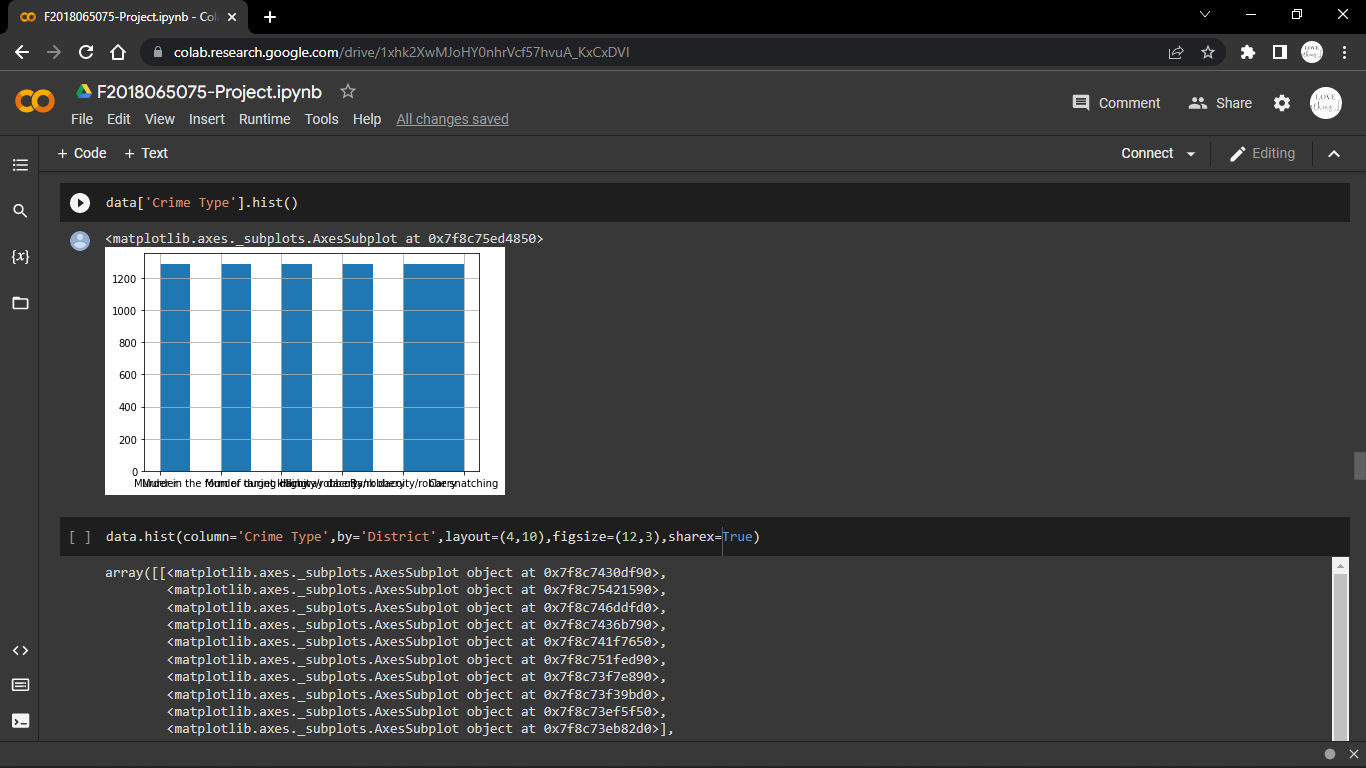 F2018065075-Project.ipynb - Col
colab.research.google.com/drive/1xhk2XwMJoHY0nhrVcf57hvuA_KxCxDVI
F2018065075-Project.ipynb
Comment
Share
File Edit View Insert Runtime Tools Help All changes saved
+ Code + Text
Connect
Editing
data['Crime Type'].hist()
{x}
<matplotlib.axes._subplots.AxesSubplot at 0x7f8c75ed4850>
1200
1000
800
600
400
200
0
[ ] data.hist(column='Crime Type',by='District',layout=(4,10),figsize=(12,3),sharex=True)
array([[<matplotlib.axes._subplots.AxesSubplot object at 0x7f8c7430df90>,
<matplotlib.axes._subplots.AxesSubplot object at 0x7f8c75421590>,
<matplotlib.axes._subplots.AxesSubplot object at 0x7f8c746ddfd0>,
<matplotlib.axes._subplots.AxesSubplot object at 0x7f8c7436b790>,
<matplotlib.axes._subplots.AxesSubplot object at 0x7f8c741f7650>,
<matplotlib.axes._subplots.AxesSubplot object at 0x7f8c751fed90>,
<matplotlib.axes._subplots.AxesSubplot object at 0x7f8c73f7e890>,
<matplotlib.axes._subplots.AxesSubplot object at 0x7f8c73f39bd0>,
<matplotlib.axes._subplots.AxesSubplot object at 0x7f8c73ef5f50>,
<matplotlib.axes._subplots.AxesSubplot object at 0x7f8c73eb82d0>],